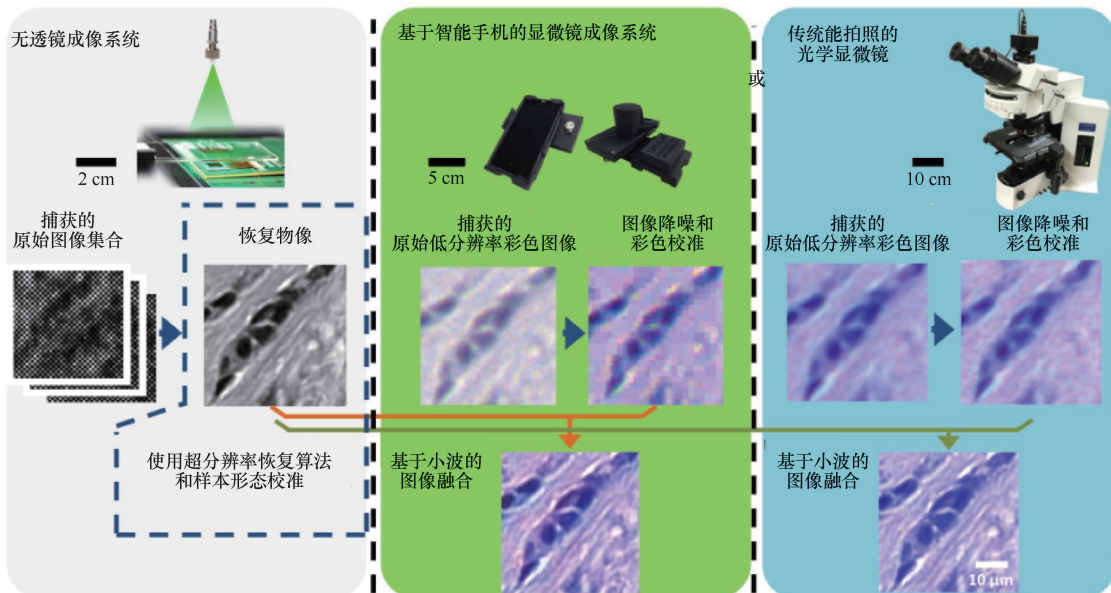 无透镜成像系统
2 cm
捕获的
原始图像集合
恢复物像
使用超分辨率恢复算法
和样本形态校准
基于智能手机的显微镜成像系统
5 cm
捕获的
原始低分辨率彩色图像
图像降噪和
彩色校准
基于小波的
图像融合
或
传统能拍照的
光学显微镜
10 cm
捕获的
原始低分辨率彩色图像
图像降噪和
彩色校准
基于小波的
图像融合
10 μm